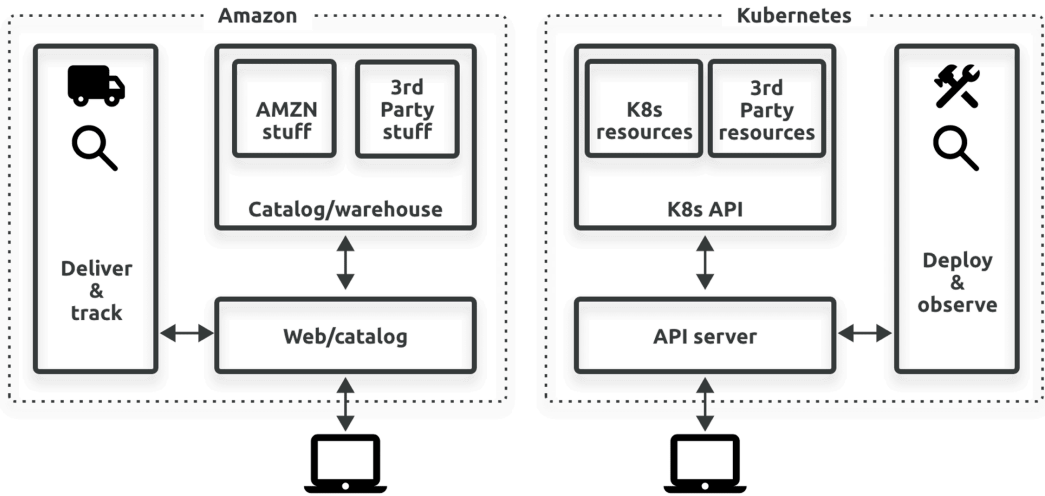 Amazon
AMZN
stuff
3rd
Party
stuff
Catalog/warehouse
Deliver
&
track
Web/catalog
Kubernetes
K8s
resources
3rd
Party
resources
K8s API
Deploy
&
observe
API server